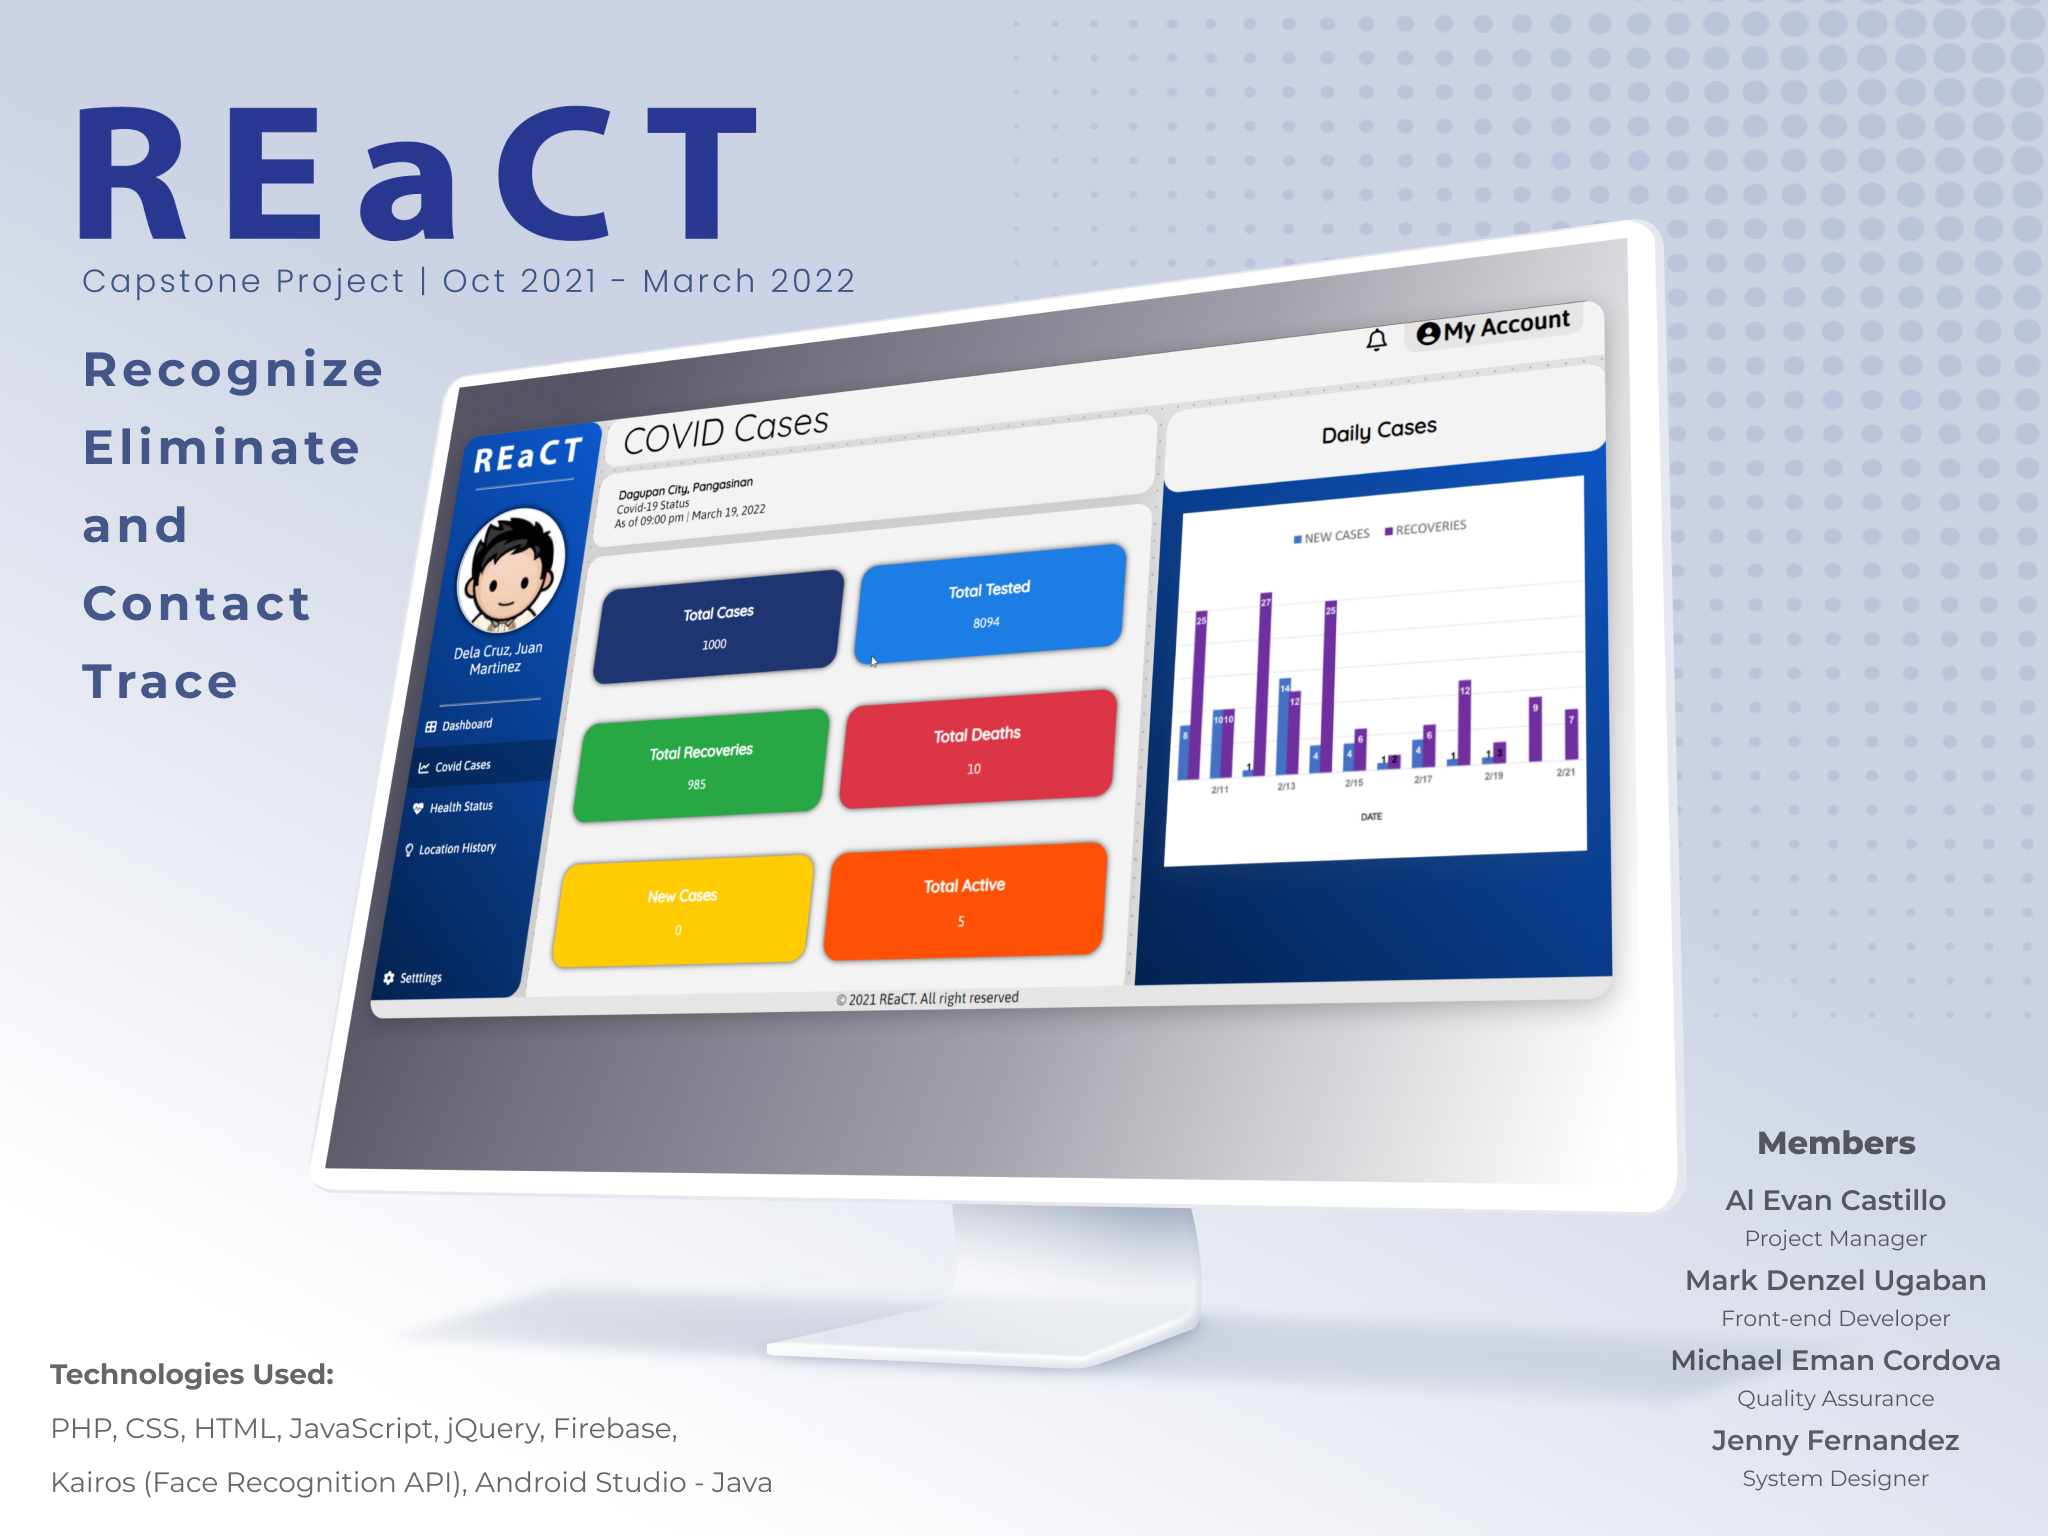 REaCT
Capstone Project | Oct 2021 - March 2022
Recognize
Eliminate
and
Contact
Trace
REaCT
Dela Cruz, Juan
Martinez
Dashboard
Covid Cases
Health Status
Location History
Setttings
COVID Cases
My Account
Dagupan City, Pangasinan
Covid-19 Status
As of 09:00 pm | March 19, 2022
Total Cases
1000
Total Tested
8094
Total Recoveries
985
Total Deaths
10
New Cases
0
Total Active
5
Daily Cases
NEW CASES RECOVERIES
8 25 10 10 1 27 14 12 4 25 4 6 1 2 4 6 1 12 1 3 9 7
2/11 2/13 2/15 2/17 2/19 2/21
DATE
© 2021 REaCT. All right reserved
Technologies Used:
PHP, CSS, HTML, JavaScript, jQuery, Firebase,
Kairos (Face Recognition API), Android Studio - Java
Members
Al Evan Castillo
Project Manager
Mark Denzel Ugaban
Front-end Developer
Michael Eman Cordova
Quality Assurance
Jenny Fernandez
System Designer